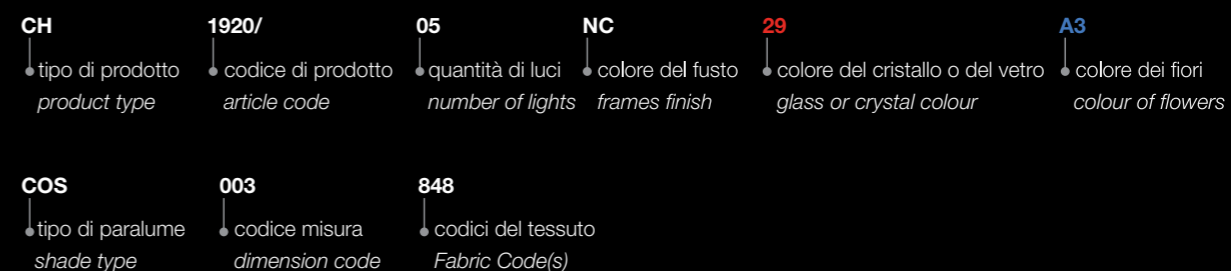 CH 1920/ 05 NC 29 A3
tipo di prodotto codice di prodotto quantità di luci colore del fusto colore del cristallo o del vetro colore dei fiori
product type article code number of lights frames finish glass or crystal colour colour of flowers
COS 003 848
tipo di paralume codice misura codici del tessuto
shade type dimension code Fabric Code(s)